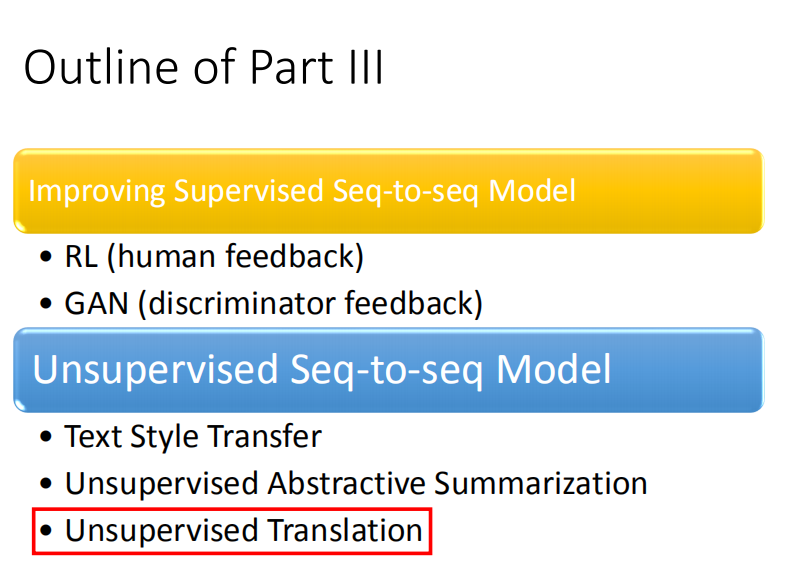 Outline of Part III
Improving Supervised Seq-to-seq Model
• RL (human feedback)
• GAN (discriminator feedback)
Unsupervised Seq-to-seq Model
• Text Style Transfer
• Unsupervised Abstractive Summarization
• Unsupervised Translation